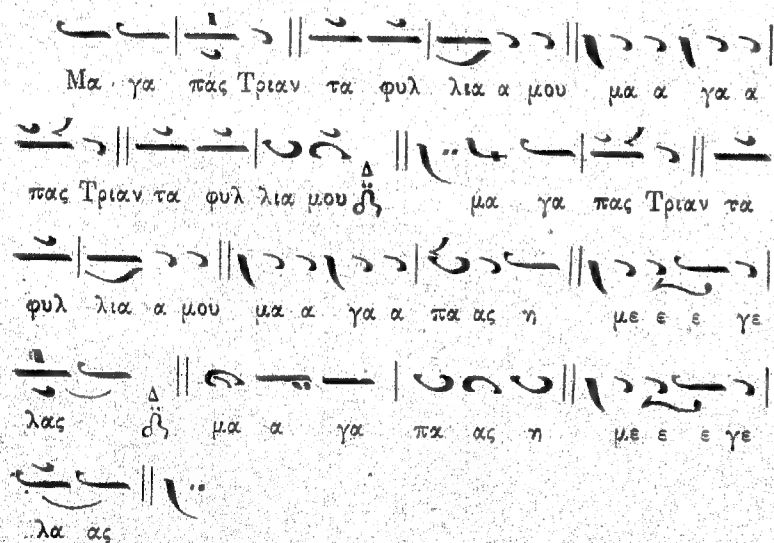 Μα γα πάς Τριαν τα φυλ λια α μου μα α γα α
πας Τριαν τα φυλ λια μου Δ μα γα πας Τριαν τα
φυλ λια α μου μα α γα α πα ας η με ε ε γε
λας Δ μα α γα πα ας η με ε ε γε
λα ας